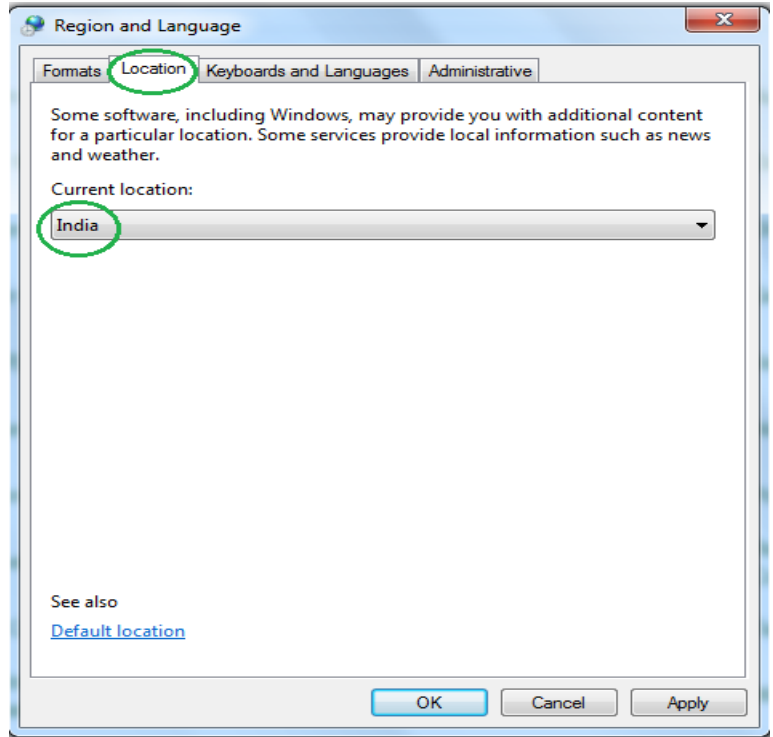 Region and Language
Formats Location Keyboards and Languages Administrative
Some software, including Windows, may provide you with additional content
for a particular location. Some services provide local information such as news
and weather.
Current location:
India
See also
Default location
OK Cancel Apply